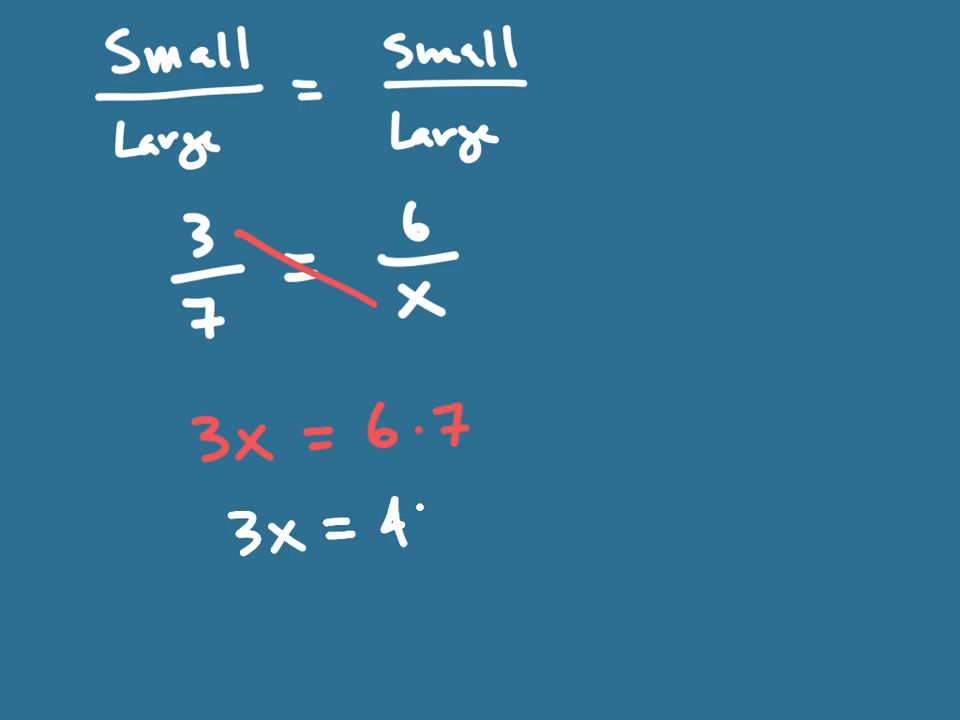 Small = Small
Large Large
3 = 6
7 x
3x = 6 · 7
3x = 4